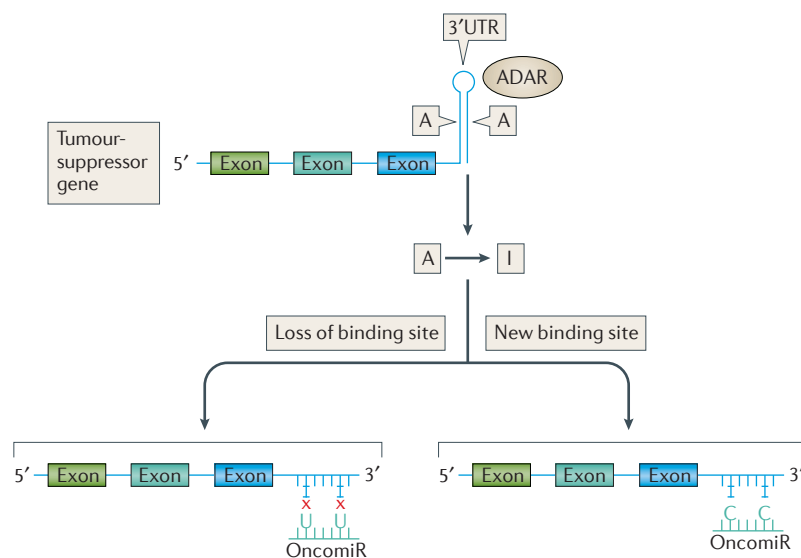 3′UTR
ADAR
A A
Tumour-
suppressor
gene
5′ Exon Exon Exon
A I
Loss of binding site New binding site
5′ Exon Exon Exon 3′ 5′ Exon Exon Exon 3′
I I I I
x x
U U C C
OncomiR OncomiR